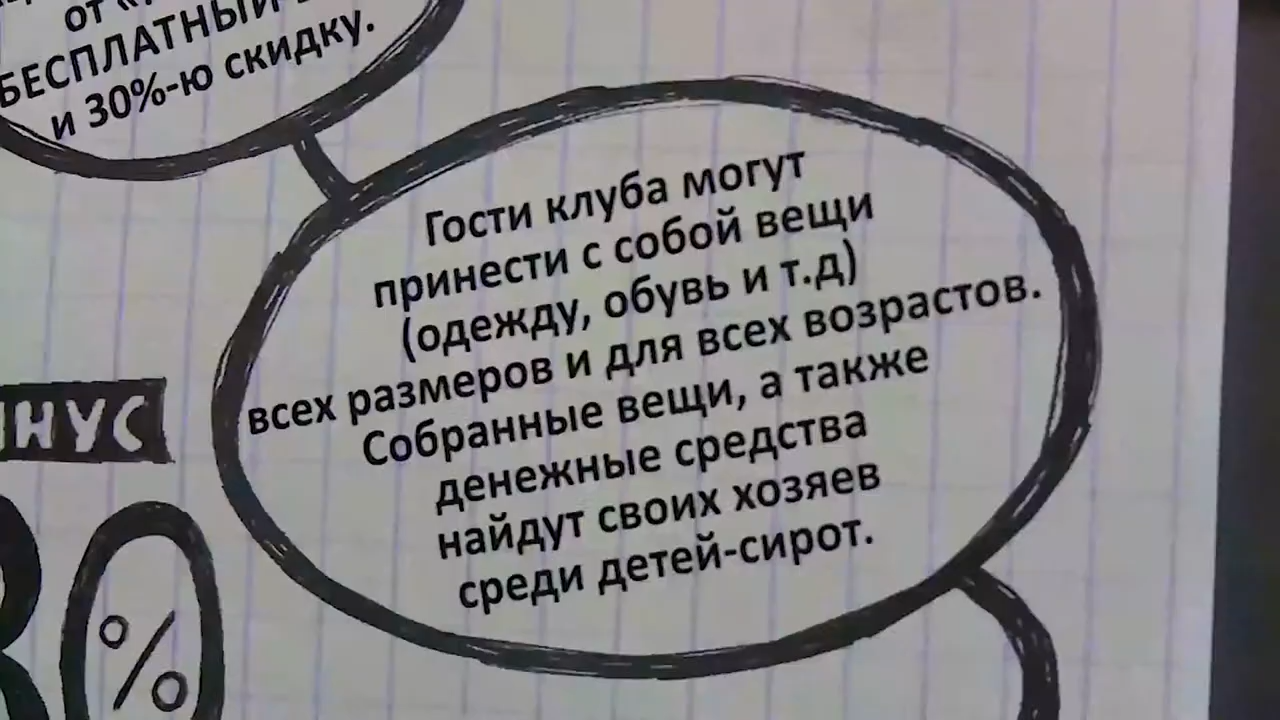 от
БЕСПЛАТНЫЙ
и 30%-ю скидку.
Гости клуба могут
принести с собой вещи
(одежду, обувь и т.д)
всех размеров и для всех возрастов.
Собранные вещи, а также
денежные средства
найдут своих хозяев
среди детей-сирот.
%